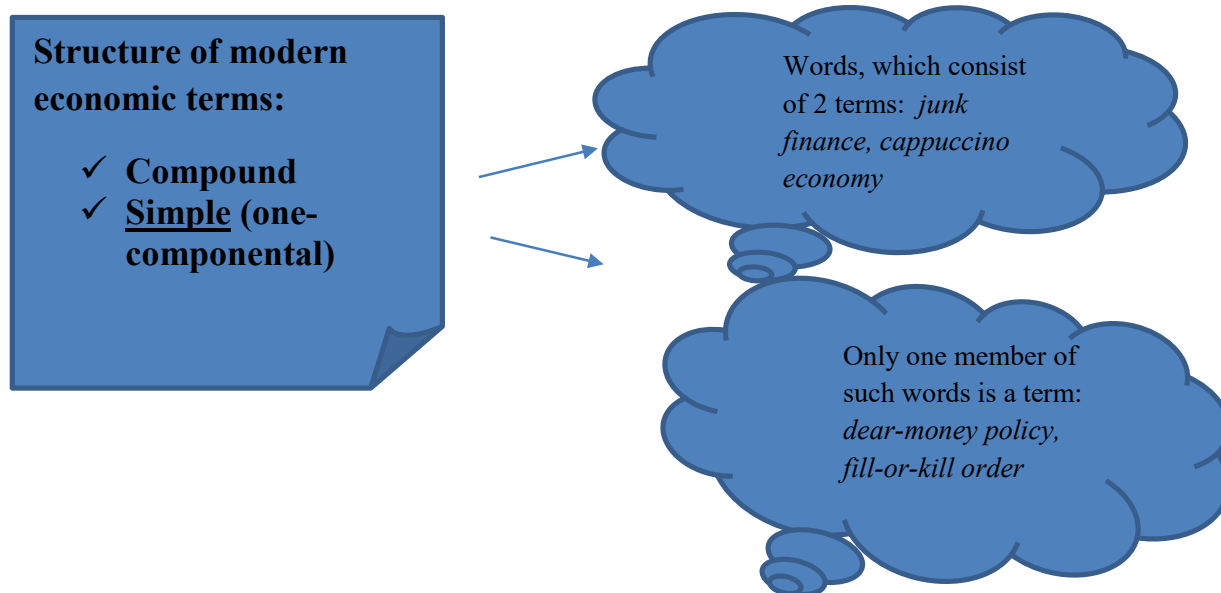 Structure of modern
economic terms:
✓ Compound
✓ Simple (one-
componental)
Words, which consist
of 2 terms: junk
finance, cappuccino
economy
Only one member of
such words is a term:
dear-money policy,
fill-or-kill order